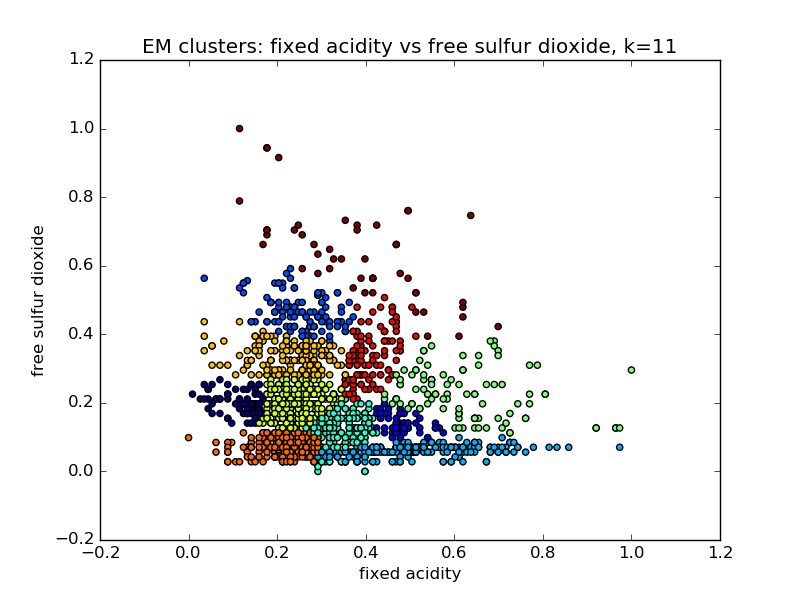 EM clusters: fixed acidity vs free sulfur dioxide, k=11
1.2
1.0
0.8
0.6
0.4
0.2
0.0
−0.2
free sulfur dioxide
−0.2 0.0 0.2 0.4 0.6 0.8 1.0 1.2
fixed acidity